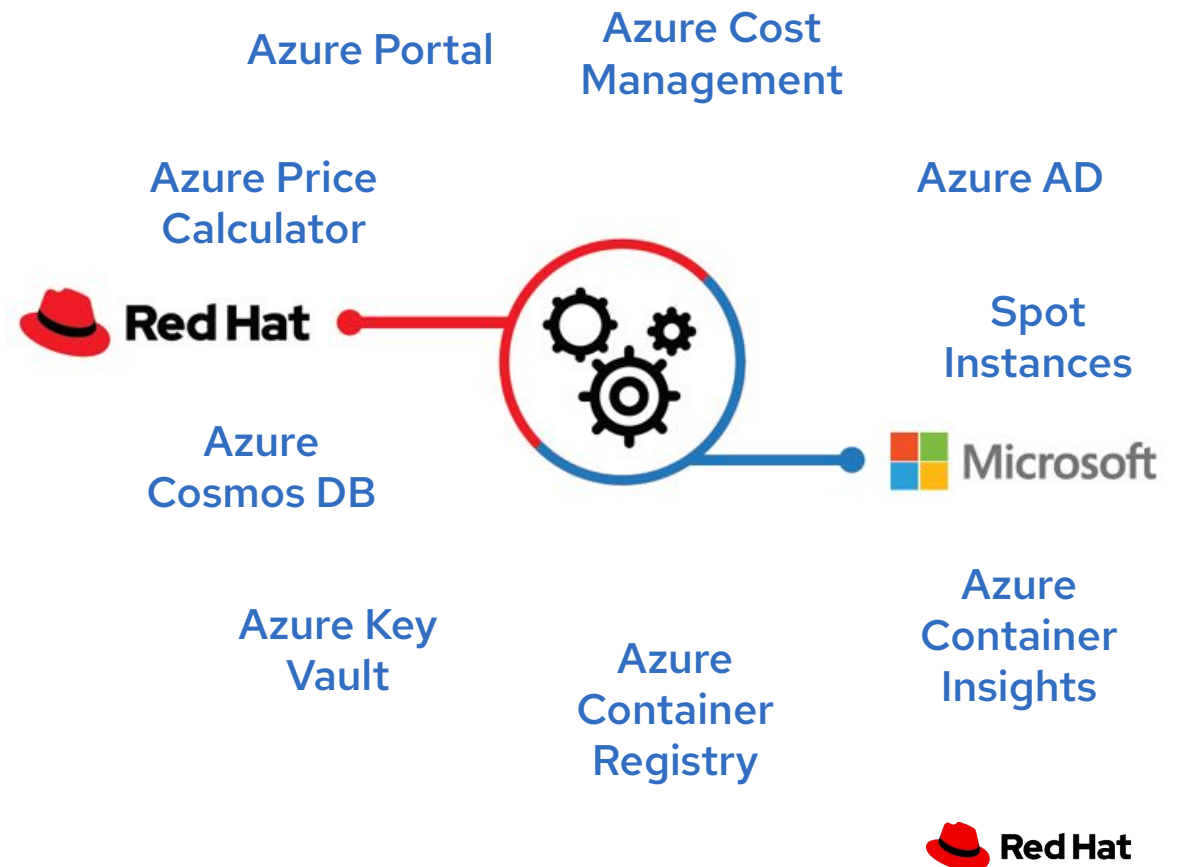 Azure Portal
Azure Cost
Management
Azure Price
Calculator
Azure AD
Red Hat
Spot
Instances
Azure
Cosmos DB
Microsoft
Azure Key
Vault
Azure
Container
Registry
Azure
Container
Insights
Red Hat